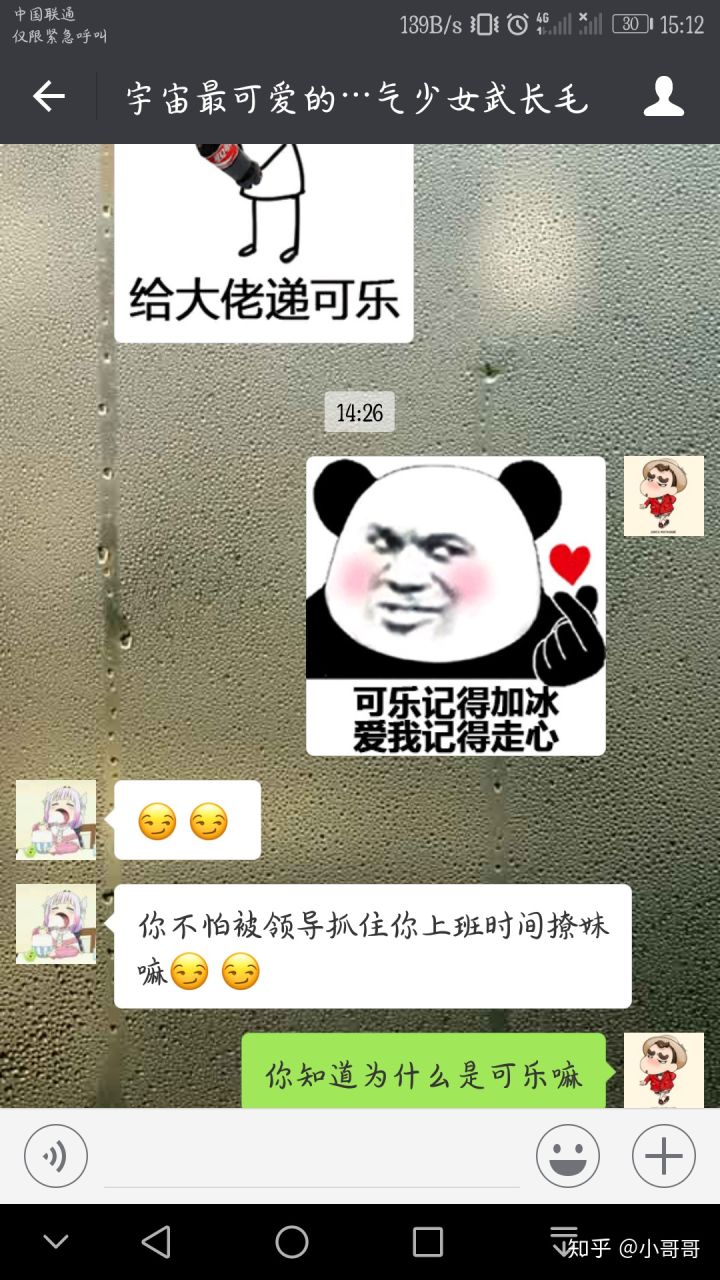 中国联通
仅限紧急呼叫
139B/s 4G 30 15:12
宇宙最可爱的…气少女武长毛
给大佬递可乐
14:26
可乐记得加冰
爱我记得走心
你不怕被领导抓住你上班时间撩妹
嘛
你知道为什么是可乐嘛
知乎 @小哥哥